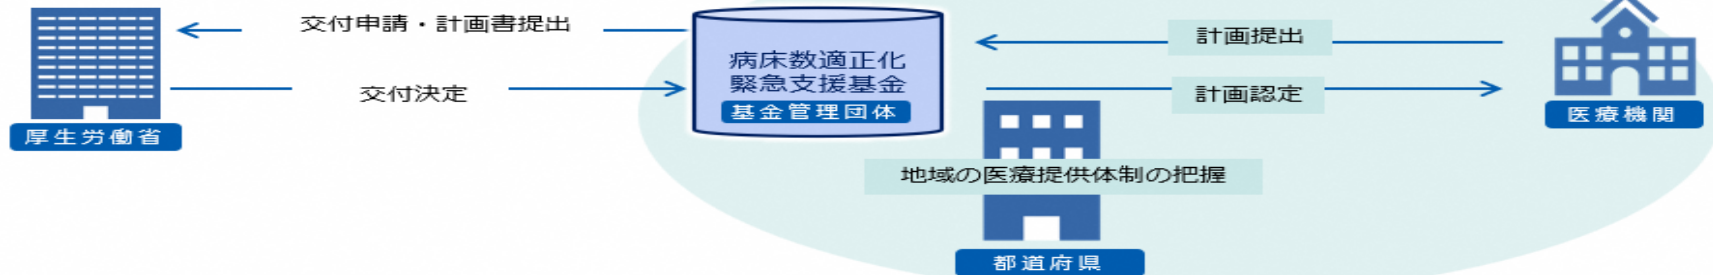 交付申請・計画書提出
交付決定
厚生労働省
病床数適正化
緊急支援基金
基金管理団体
計画提出
計画認定
医療機関
地域の医療提供体制の把握
都道府県